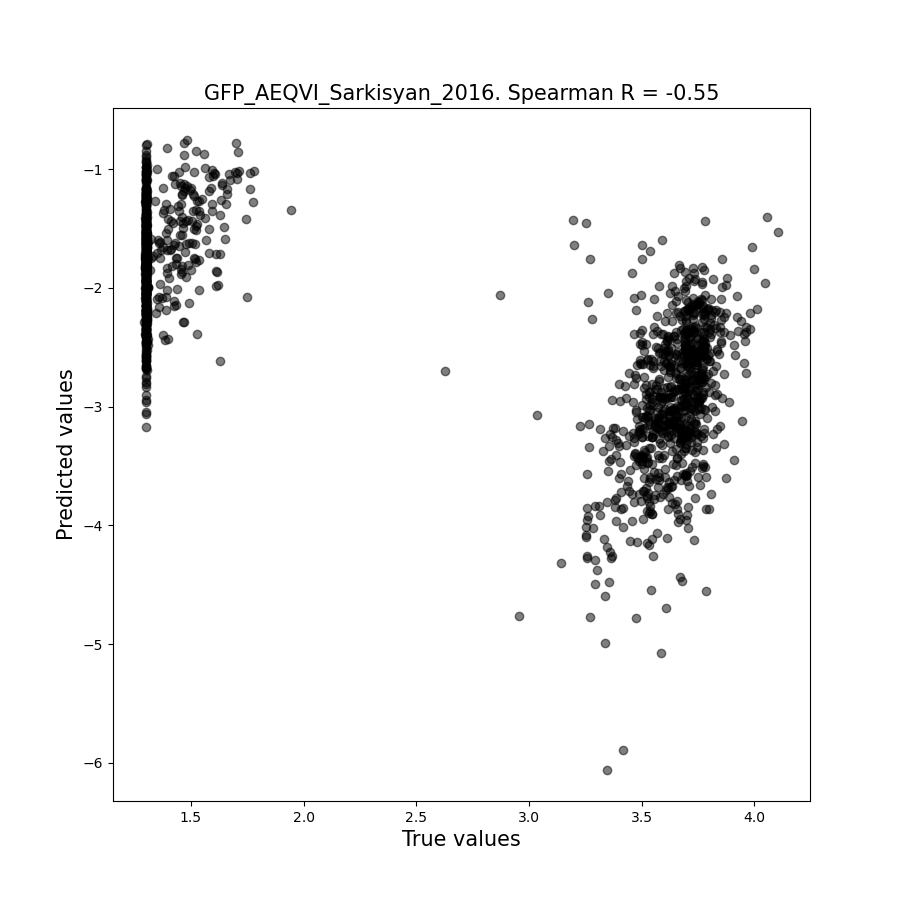 GFP_AEQVI_Sarkisyan_2016. Spearman R = -0.55
−1
−2
−3
−4
−5
−6
Predicted values
1.5 2.0 2.5 3.0 3.5 4.0
True values